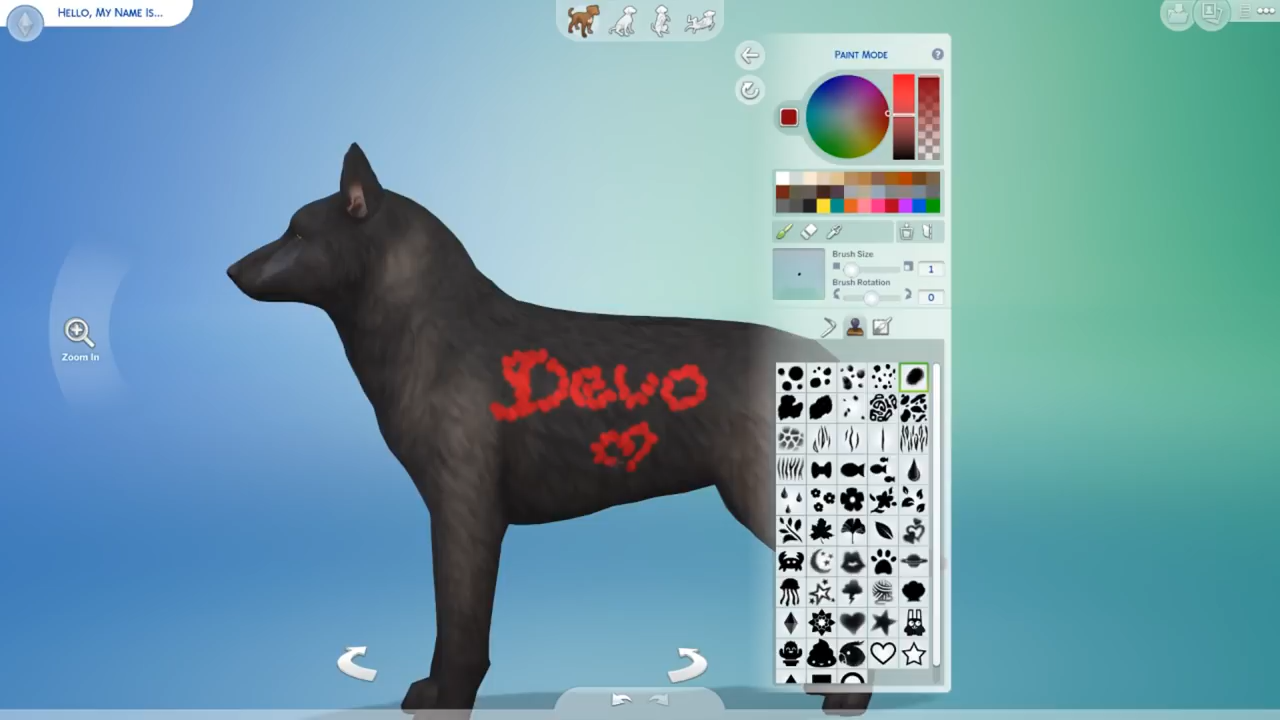 Hello, My Name Is...
Paint Mode
?
Brush Size
1
Brush Rotation
0
Zoom In
Devo